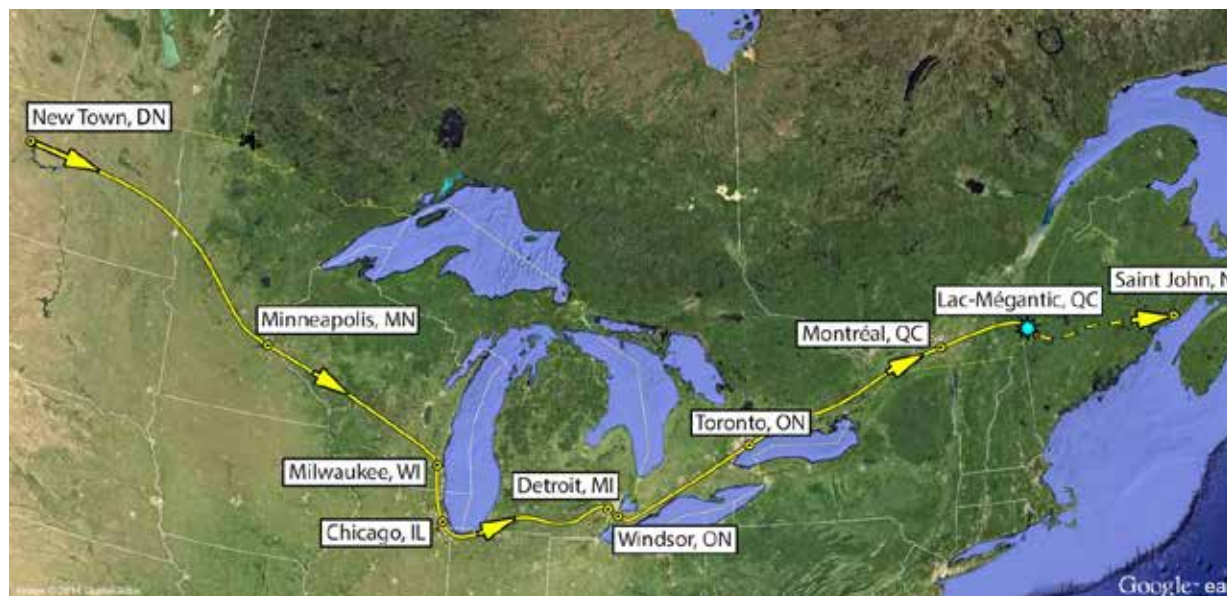 New Town, DN
Minneapolis, MN
Milwaukee, WI
Chicago, IL
Detroit, MI
Windsor, ON
Toronto, ON
Montréal, QC
Lac-Mégantic, QC
Saint John, N
Google ea